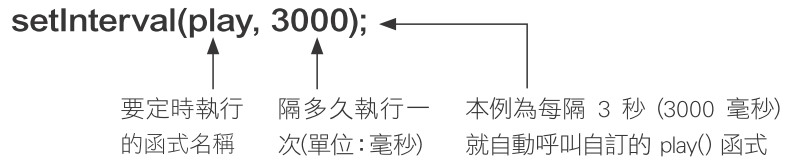 setInterval(play, 3000);
要定時執行
的函式名稱
隔多久執行一
次(單位：毫秒)
本例為每隔 3 秒 (3000 毫秒)
就自動呼叫自訂的 play() 函式